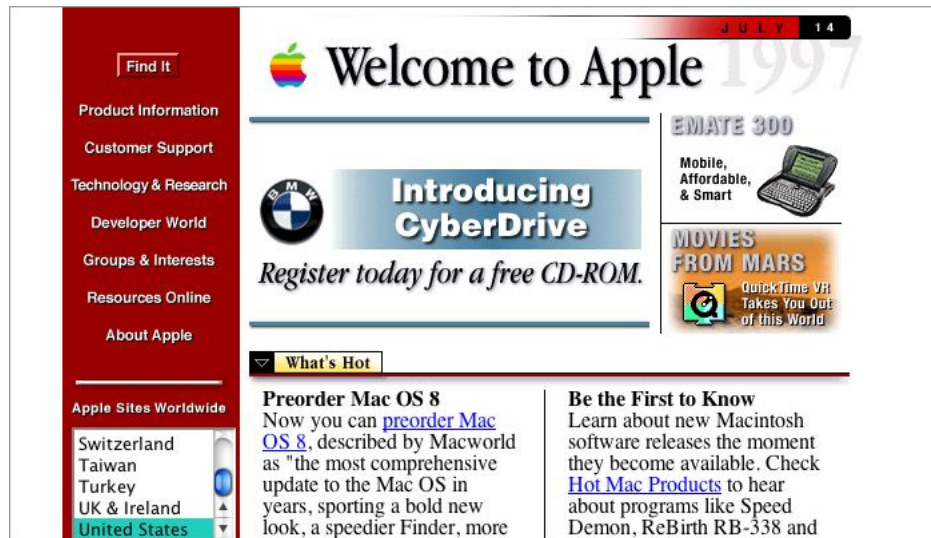 JULY 14
1997
Welcome to Apple
Find It
Product Information
Customer Support
Technology & Research
Developer World
Groups & Interests
Resources Online
About Apple
Apple Sites Worldwide
Switzerland
Taiwan
Turkey
UK & Ireland
United States
BMW
Introducing
CyberDrive
Register today for a free CD-ROM.
EMATE 300
Mobile,
Affordable,
& Smart
MOVIES
FROM MARS
QuickTime VR
Takes You Out
of this World
What's Hot
Preorder Mac OS 8
Now you can preorder Mac
OS 8, described by Macworld
as "the most comprehensive
update to the Mac OS in
years, sporting a bold new
look, a speedier Finder, more
Be the First to Know
Learn about new Macintosh
software releases the moment
they become available. Check
Hot Mac Products to hear
about programs like Speed
Demon, ReBirth RB-338 and